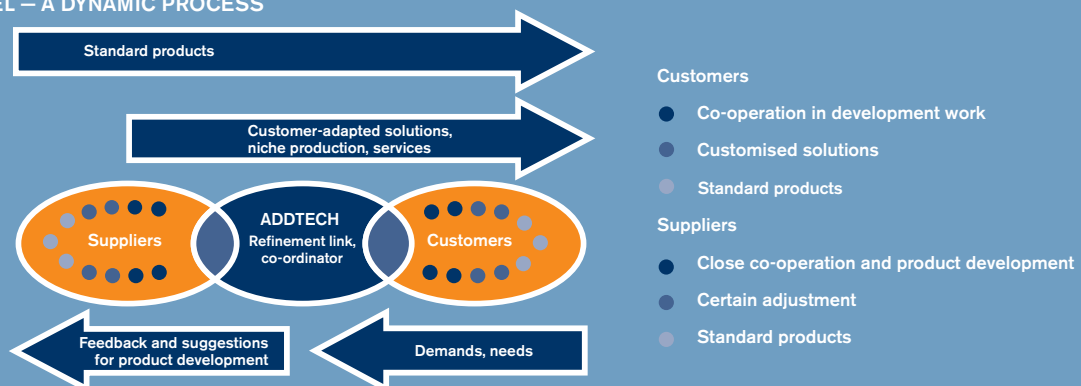 — A DYNAMIC PROCESS
Standard products
Customer-adapted solutions,
niche production, services
Suppliers
ADDTECH
Refinement link,
co-ordinator
Customers
Feedback and suggestions
for product development
Demands, needs
Customers
Co-operation in development work
Customised solutions
Standard products
Suppliers
Close co-operation and product development
Certain adjustment
Standard products